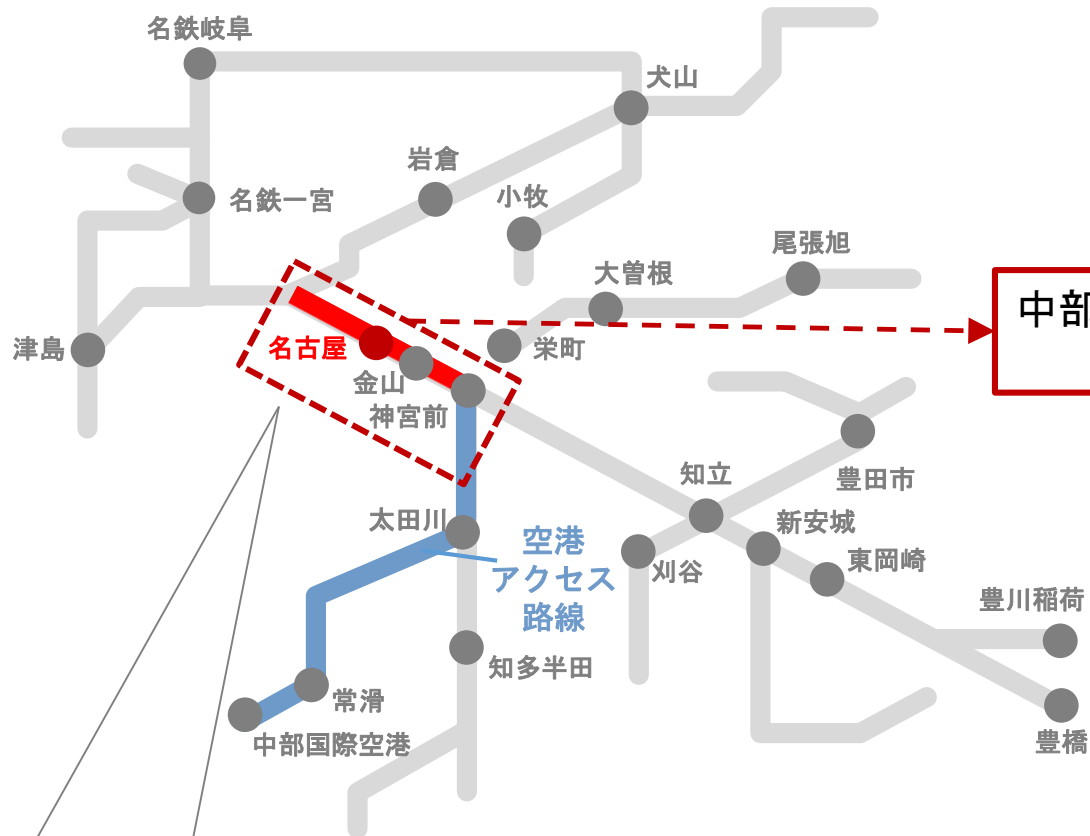 名鉄岐阜
犬山
岩倉
名鉄一宮
小牧
尾張旭
大曽根
中部
津島
名古屋
栄町
金山
神宮前
知立
豊田市
太田川
新安城
空港
アクセス
路線
刈谷
東岡崎
豊川稲荷
知多半田
常滑
中部国際空港
豊橋